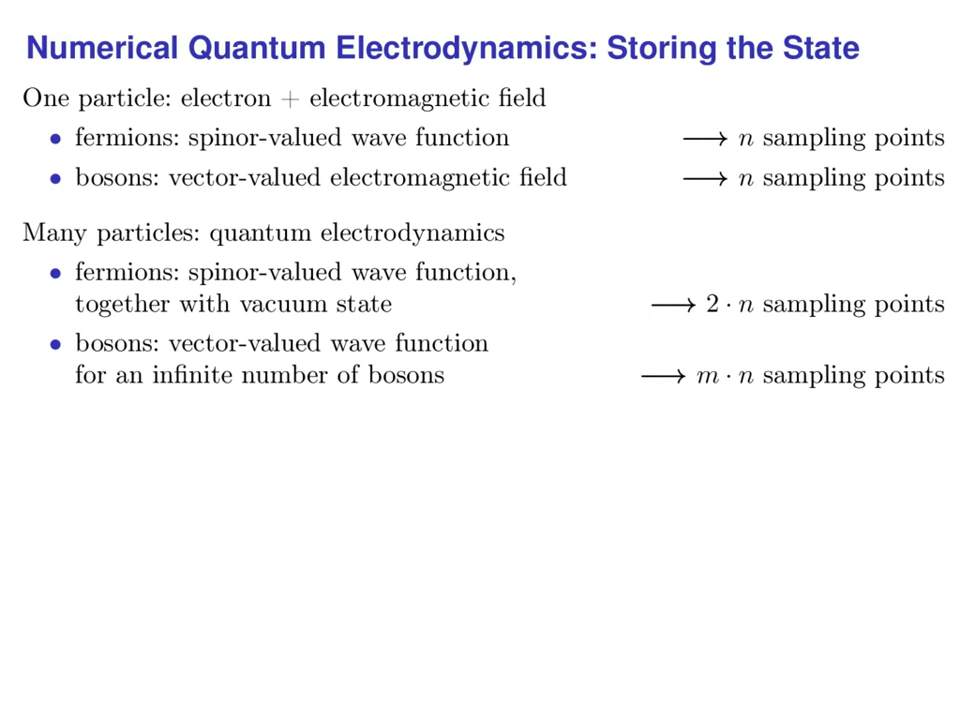 Numerical Quantum Electrodynamics: Storing the State
One particle: electron + electromagnetic field
• fermions: spinor-valued wave function ⟶ n sampling points
• bosons: vector-valued electromagnetic field ⟶ n sampling points
Many particles: quantum electrodynamics
• fermions: spinor-valued wave function,
together with vacuum state ⟶ 2 · n sampling points
• bosons: vector-valued wave function
for an infinite number of bosons ⟶ m · n sampling points